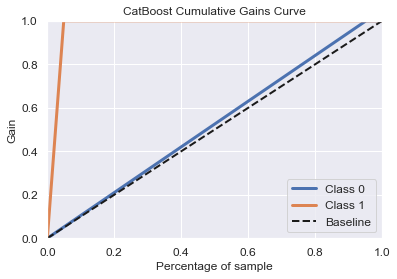 CatBoost Cumulative Gains Curve
1.0
0.8
0.6
0.4
0.2
0.0
Gain
Class 0
Class 1
Baseline
0.0 0.2 0.4 0.6 0.8 1.0
Percentage of sample